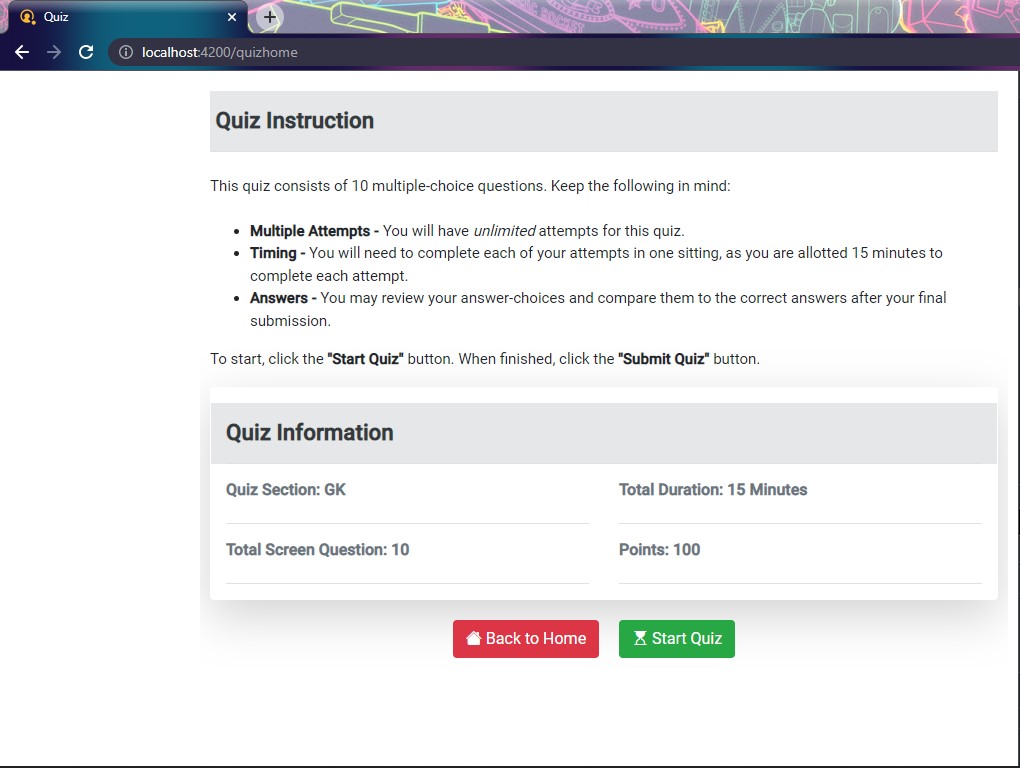 Quiz
localhost:4200/quizhome
Quiz Instruction
This quiz consists of 10 multiple-choice questions. Keep the following in mind:
Multiple Attempts - You will have unlimited attempts for this quiz.
Timing - You will need to complete each of your attempts in one sitting, as you are allotted 15 minutes to
complete each attempt.
Answers - You may review your answer-choices and compare them to the correct answers after your final
submission.
To start, click the "Start Quiz" button. When finished, click the "Submit Quiz" button.
Quiz Information
Quiz Section: GK
Total Duration: 15 Minutes
Total Screen Question: 10
Points: 100
Back to Home
Start Quiz